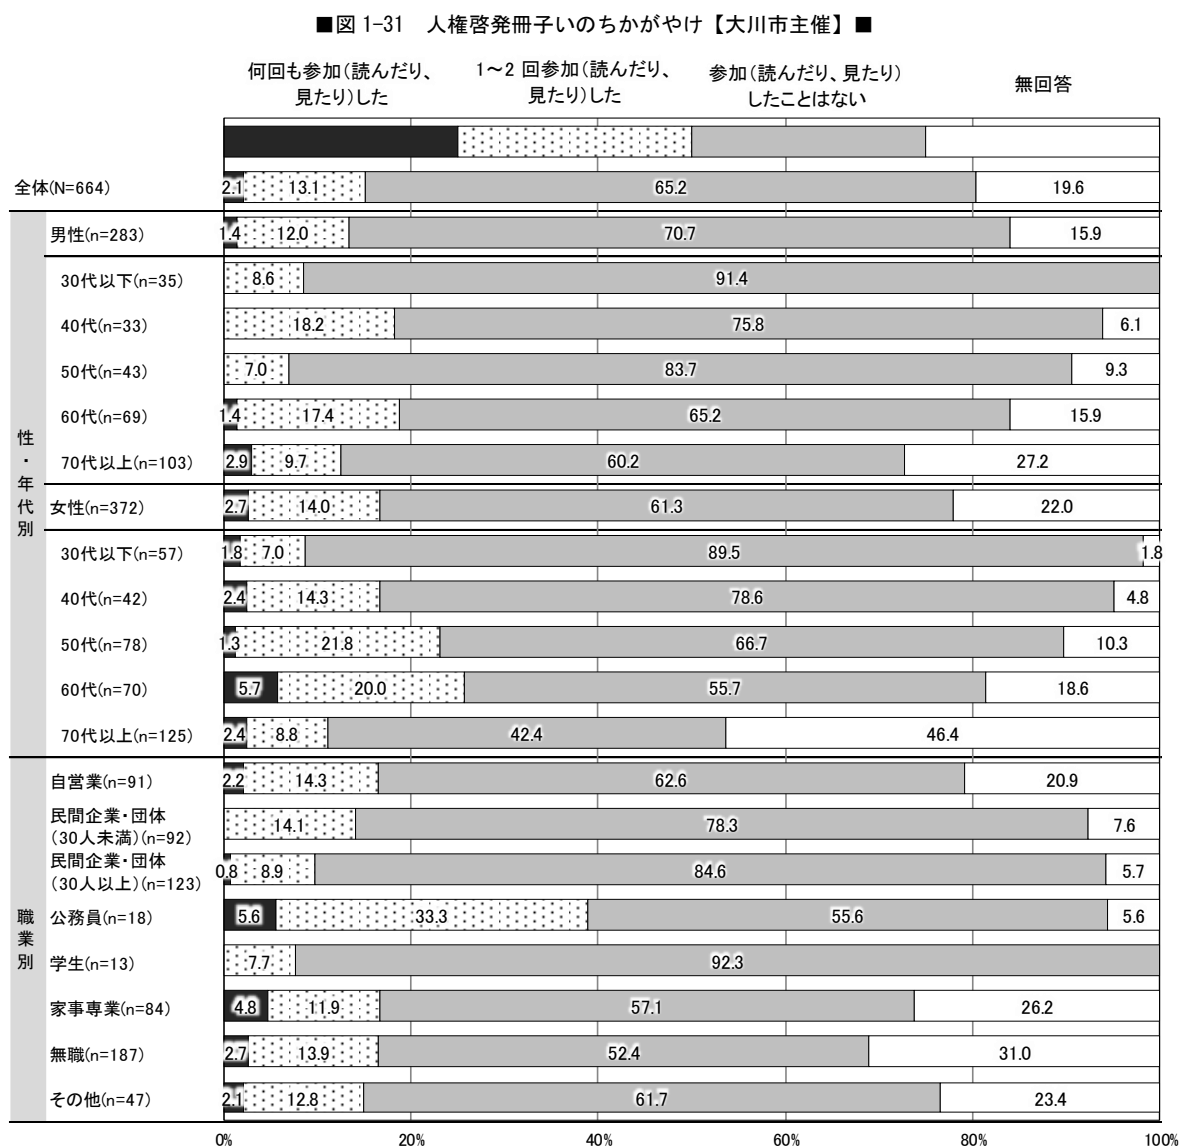 ■図 1-31 人権啓発冊子いのちかがやけ【大川市主催】■
何回も参加(読んだり、
見たり)した
1～2 回参加(読んだり、
見たり)した
参加(読んだり、見たり)
したことはない
無回答
全体(N=664) 2.1 13.1 65.2 19.6
性・年代別
男性(n=283) 1.4 12.0 70.7 15.9
30代以下(n=35) 8.6 91.4
40代(n=33) 18.2 75.8 6.1
50代(n=43) 7.0 83.7 9.3
60代(n=69) 1.4 17.4 65.2 15.9
70代以上(n=103) 2.9 9.7 60.2 27.2
女性(n=372) 2.7 14.0 61.3 22.0
30代以下(n=57) 1.8 7.0 89.5 1.8
40代(n=42) 2.4 14.3 78.6 4.8
50代(n=78) 1.3 21.8 66.7 10.3
60代(n=70) 5.7 20.0 55.7 18.6
70代以上(n=125) 2.4 8.8 42.4 46.4
職業別
自営業(n=91) 2.2 14.3 62.6 20.9
民間企業・団体
(30人未満)(n=92) 14.1 78.3 7.6
民間企業・団体
(30人以上)(n=123) 0.8 8.9 84.6 5.7
公務員(n=18) 5.6 33.3 55.6 5.6
学生(n=13) 7.7 92.3
家事専業(n=84) 4.8 11.9 57.1 26.2
無職(n=187) 2.7 13.9 52.4 31.0
その他(n=47) 2.1 12.8 61.7 23.4
0% 20% 40% 60% 80% 100%